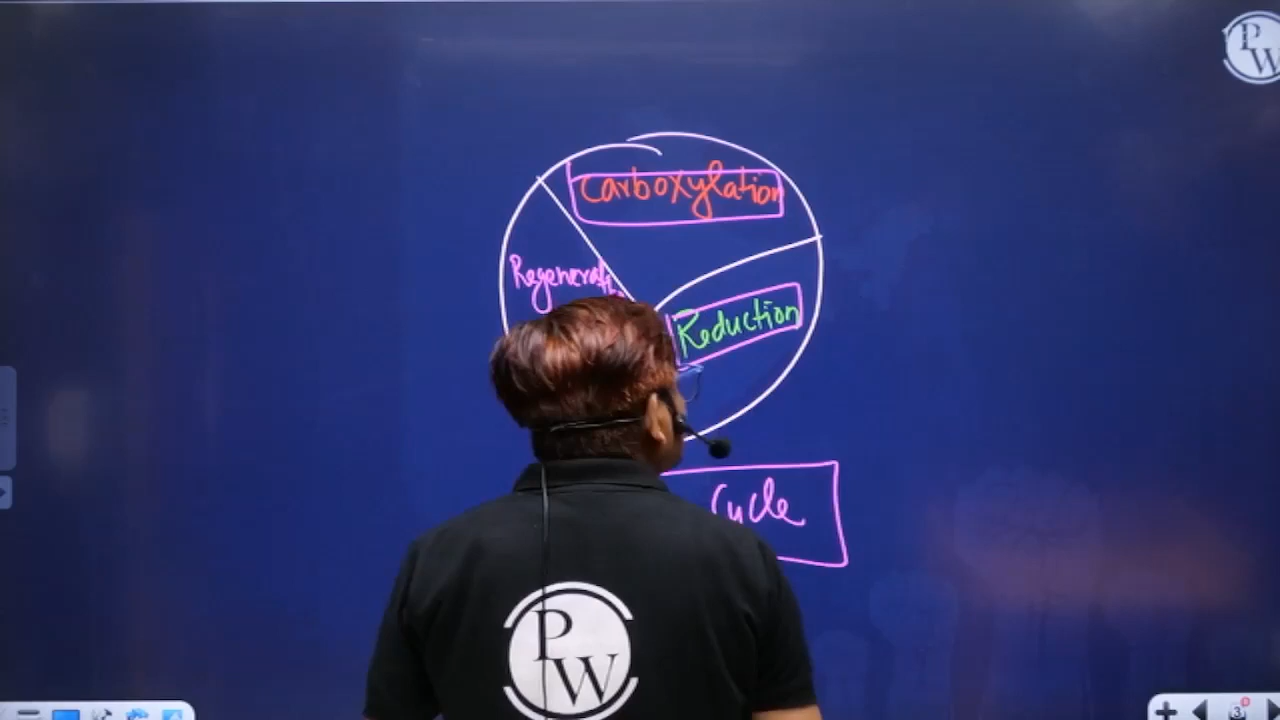 PW
Carboxylation
Regenerati
Reduction
Cycle
PW